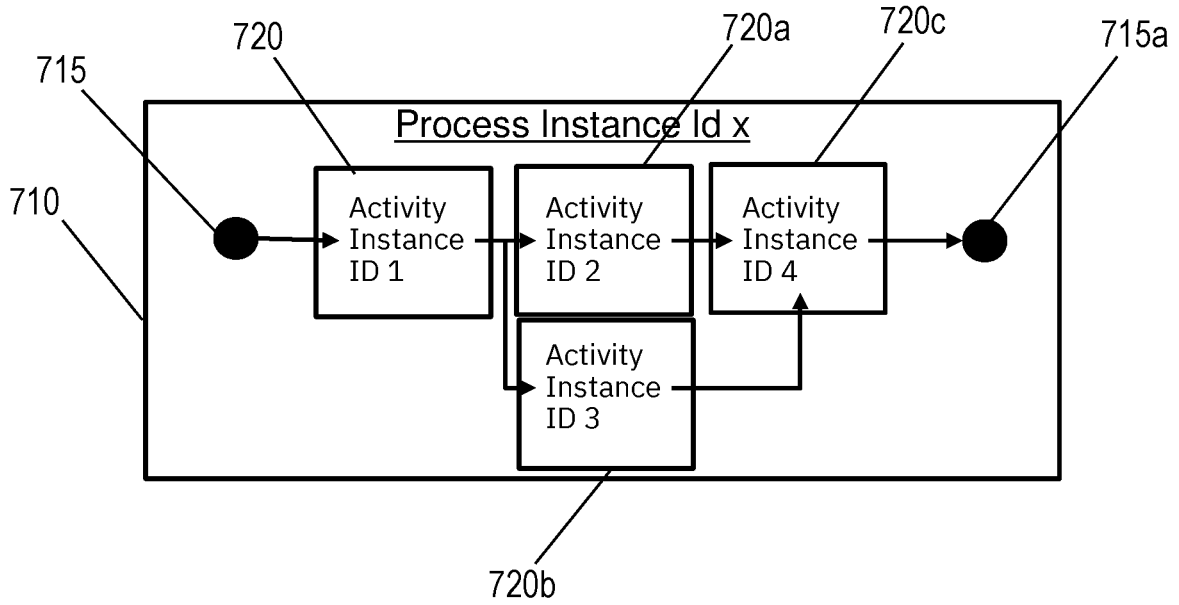 720
720a
720c
715a
715
Process Instance Id x
710
Activity
Instance
ID 1
Activity
Instance
ID 2
Activity
Instance
ID 4
Activity
Instance
ID 3
720b